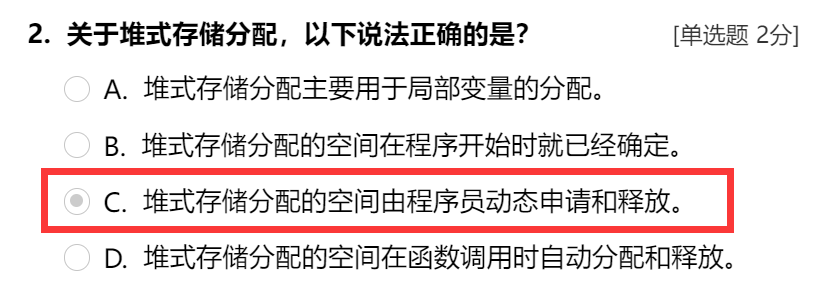 2. 关于堆式存储分配，以下说法正确的是？ [单选题 2分]
A. 堆式存储分配主要用于局部变量的分配。
B. 堆式存储分配的空间在程序开始时就已经确定。
C. 堆式存储分配的空间由程序员动态申请和释放。
D. 堆式存储分配的空间在函数调用时自动分配和释放。